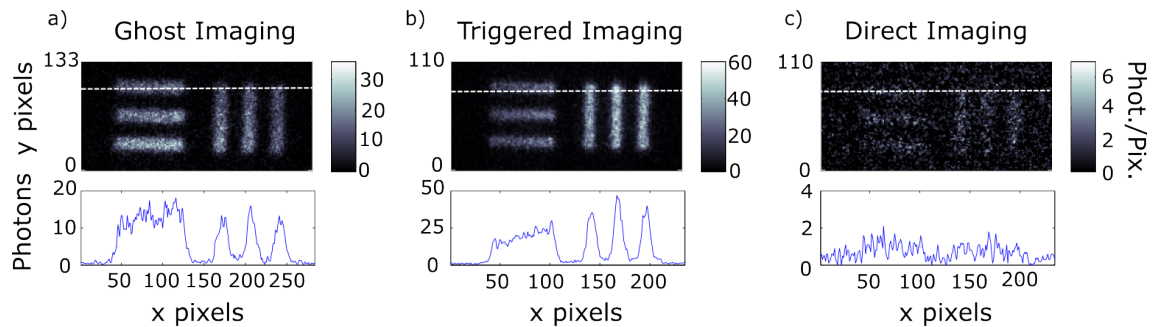 a)
Ghost Imaging
b)
Triggered Imaging
c)
Direct Imaging
133
0
y pixels
30
20
10
0
110
0
60
40
20
0
110
0
6
4
2
0
Phot./Pix.
Photons
20
10
0
50 100 150 200 250
x pixels
50
25
0
50 100 150 200
x pixels
4
2
0
50 100 150 200
x pixels